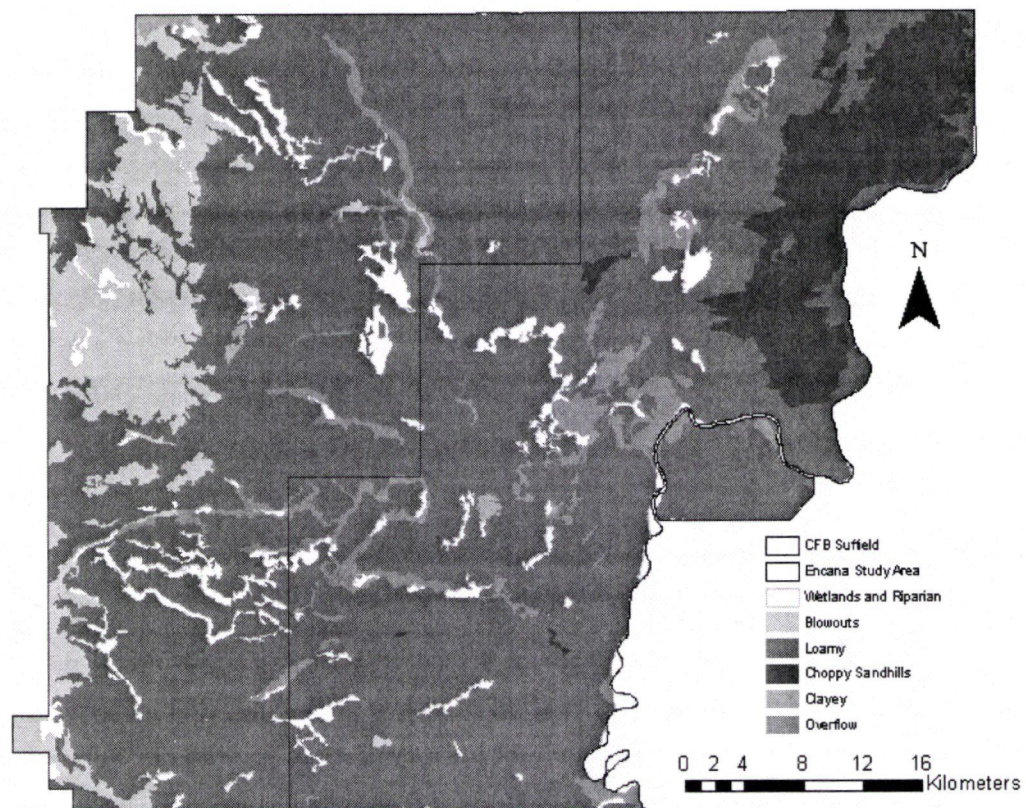 N
CFB Suffield
Encana Study Area
Wetlands and Riparian
Blowouts
Loamy
Choppy Sandhills
Clayey
Overflow
0 2 4 8 12 16
Kilometers